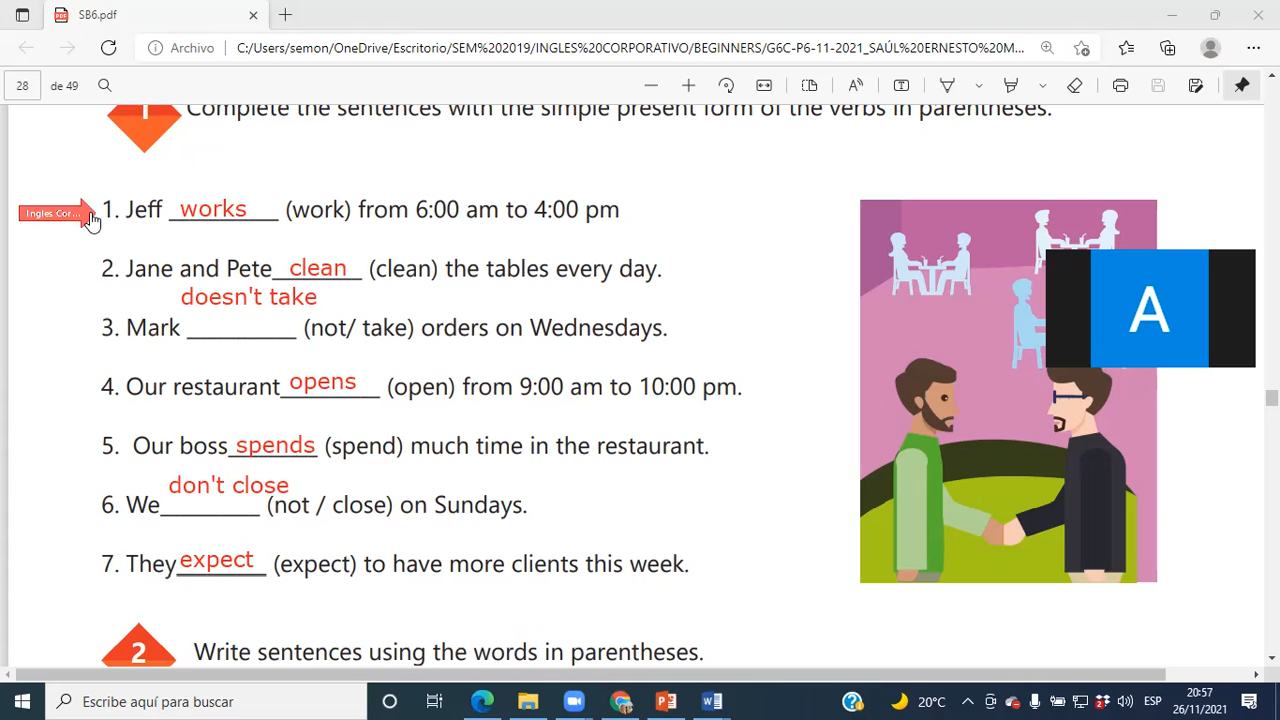 SB6.pdf
Archivo C:/Users/semon/OneDrive/Escritorio/SEM%202019/INGLES%20CORPORATIVO/BEGINNERS/G6C-P6-11-2021_SAÚL%20ERNESTO%20M...
28 de 49
1 Complete the sentences with the simple present form of the verbs in parentheses.
Ingles Cor...
1. Jeff works (work) from 6:00 am to 4:00 pm
2. Jane and Pete clean (clean) the tables every day.
doesn't take
3. Mark __________ (not/ take) orders on Wednesdays.
4. Our restaurant opens (open) from 9:00 am to 10:00 pm.
5. Our boss spends (spend) much time in the restaurant.
don't close
6. We_________ (not / close) on Sundays.
7. They expect (expect) to have more clients this week.
A
2 Write sentences using the words in parentheses.
Escribe aquí para buscar
20°C
ESP
20:57
26/11/2021